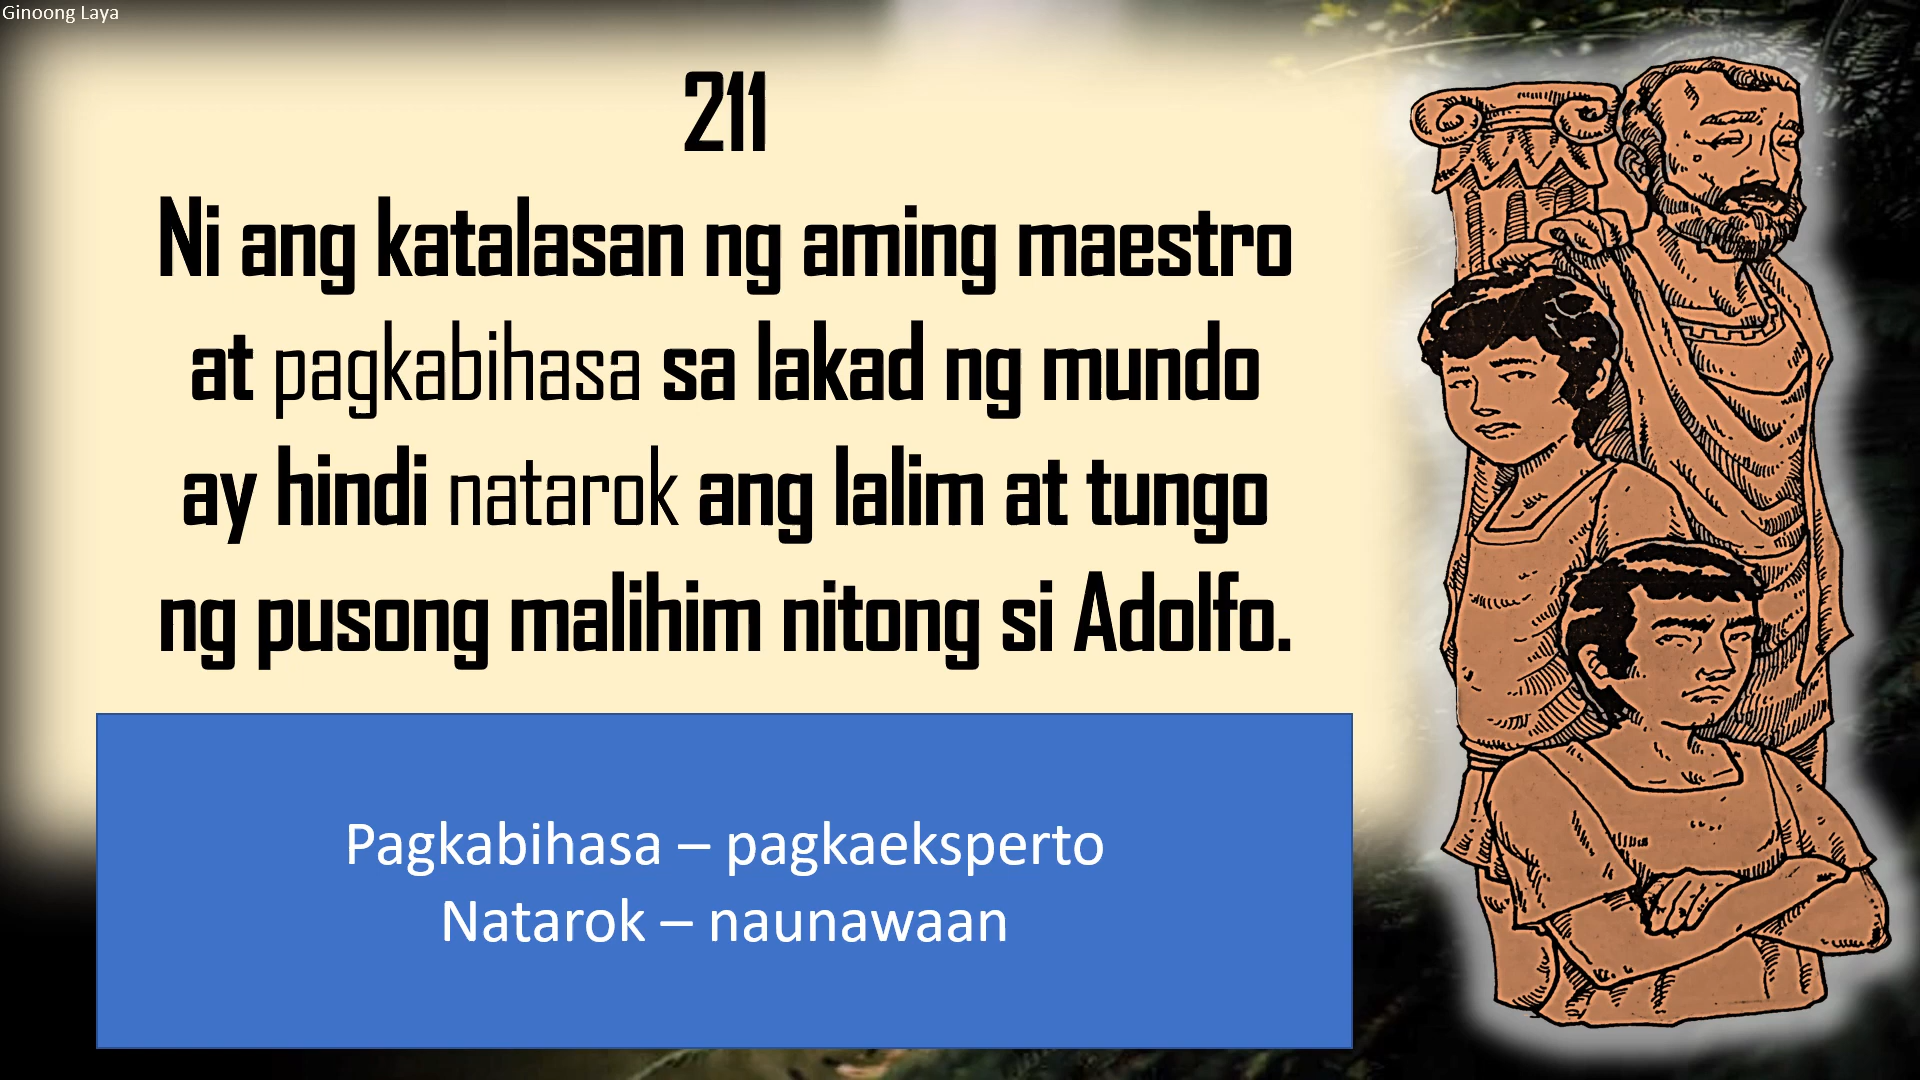 Ginoong Laya
211
Ni ang katalasan ng aming maestro
at pagkabihasa sa lakad ng mundo
ay hindi natarok ang lalim at tungo
ng pusong malihim nitong si Adolfo.
Pagkabihasa – pagkaeksperto
Natarok – naunawaan